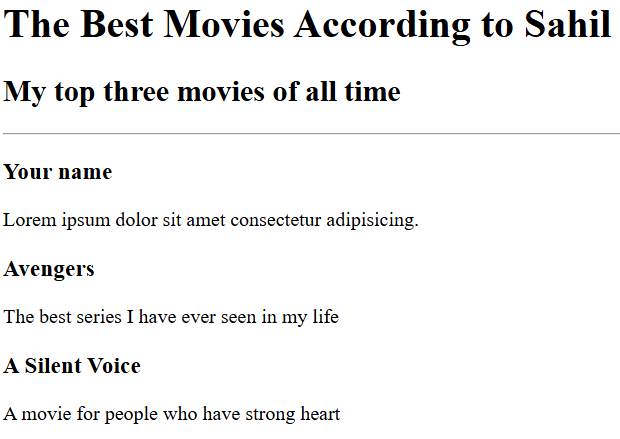 The Best Movies According to Sahil
My top three movies of all time
Your name
Lorem ipsum dolor sit amet consectetur adipisicing.
Avengers
The best series I have ever seen in my life
A Silent Voice
A movie for people who have strong heart